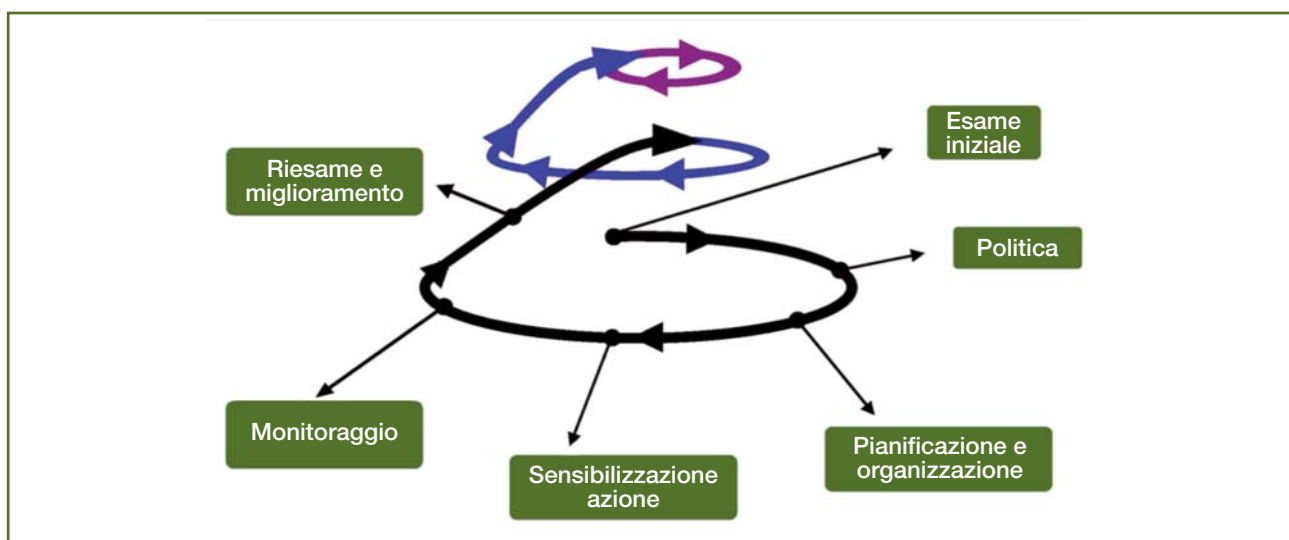 Esame
iniziale
Riesame e
miglioramento
Politica
Monitoraggio
Pianificazione e
organizzazione
Sensibilizzazione
azione